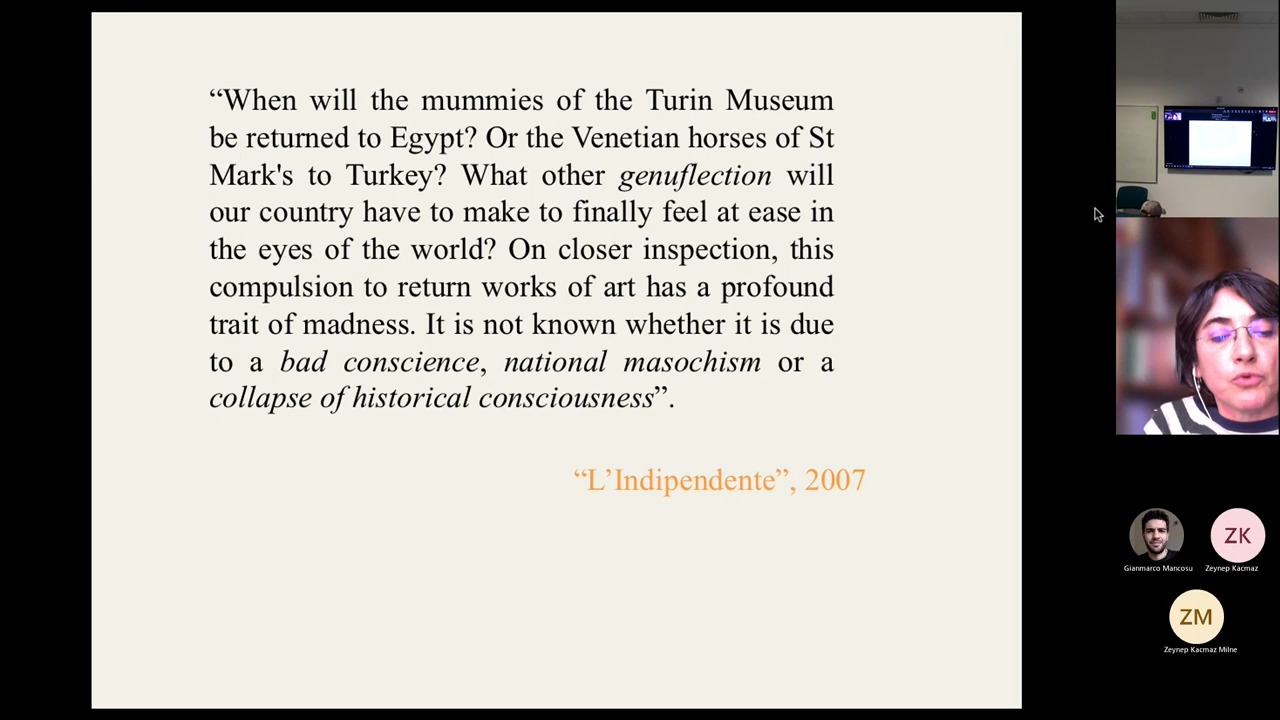 “When will the mummies of the Turin Museum
be returned to Egypt? Or the Venetian horses of St
Mark's to Turkey? What other genuflection will
our country have to make to finally feel at ease in
the eyes of the world? On closer inspection, this
compulsion to return works of art has a profound
trait of madness. It is not known whether it is due
to a bad conscience, national masochism or a
collapse of historical consciousness”.
“L’Indipendente”, 2007
ZK
Gianmarco Mancosu
Zeynep Kacmaz
ZM
Zeynep Kacmaz Milne